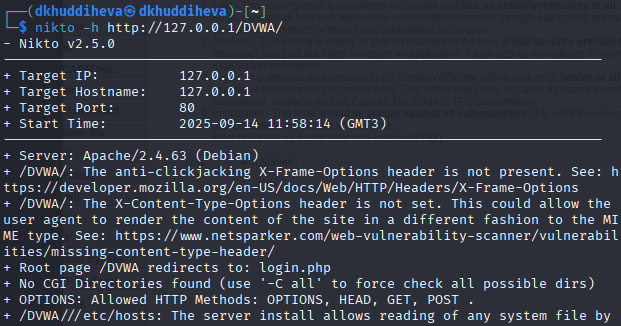 (dkhuddiheva㉿dkhuddiheva)-[~]
$ nikto -h http://127.0.0.1/DVWA/
- Nikto v2.5.0
+ Target IP: 127.0.0.1
+ Target Hostname: 127.0.0.1
+ Target Port: 80
+ Start Time: 2025-09-14 11:58:14 (GMT3)
+ Server: Apache/2.4.63 (Debian)
+ /DVWA/: The anti-clickjacking X-Frame-Options header is not present. See: h
ttps://developer.mozilla.org/en-US/docs/Web/HTTP/Headers/X-Frame-Options
+ /DVWA/: The X-Content-Type-Options header is not set. This could allow the
user agent to render the content of the site in a different fashion to the MI
ME type. See: https://www.netsparker.com/web-vulnerability-scanner/vulnerabil
ities/missing-content-type-header/
+ Root page /DVWA redirects to: login.php
+ No CGI Directories found (use '-C all' to force check all possible dirs)
+ OPTIONS: Allowed HTTP Methods: OPTIONS, HEAD, GET, POST .
+ /DVWA///etc/hosts: The server install allows reading of any system file by